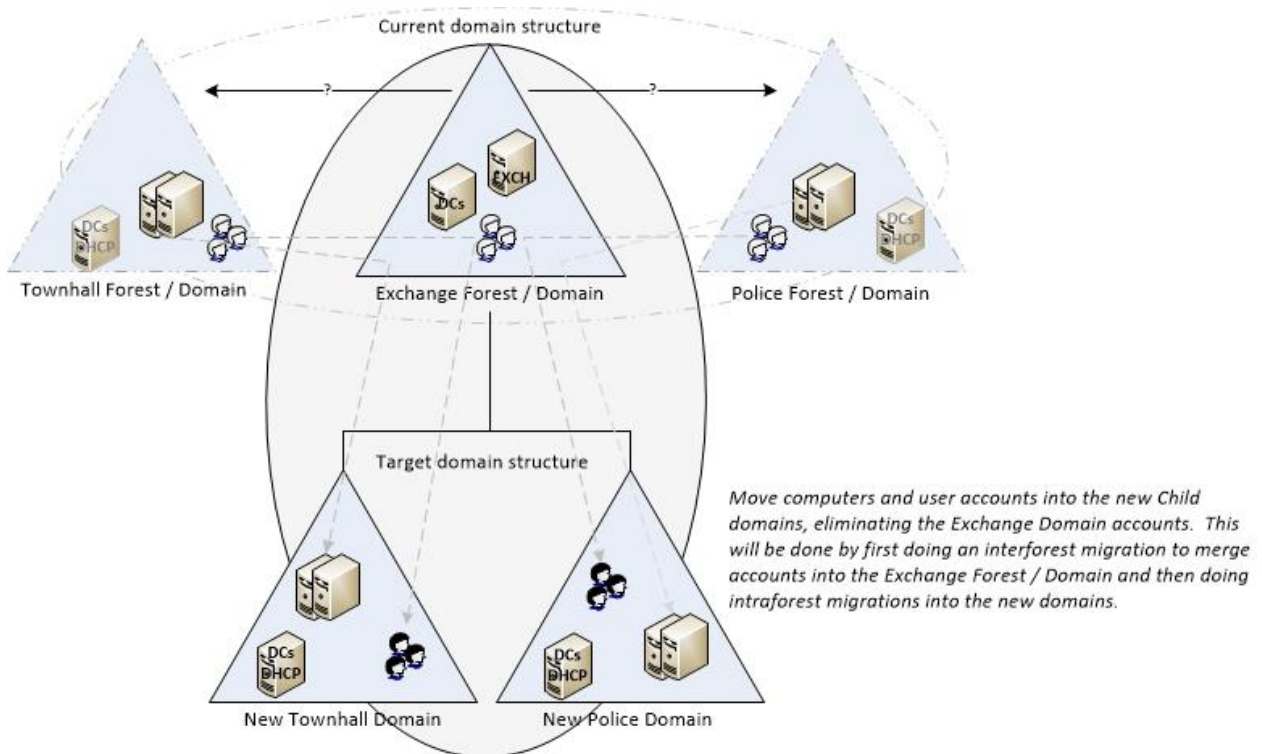 Current domain structure
?
?
EXCH
DCs
DCs
DHCP
DCs
DHCP
Townhall Forest / Domain
Exchange Forest / Domain
Police Forest / Domain
Target domain structure
Move computers and user accounts into the new Child
domains, eliminating the Exchange Domain accounts. This
will be done by first doing an interforest migration to merge
accounts into the Exchange Forest / Domain and then doing
intraforest migrations into the new domains.
DCs
DHCP
DCs
DHCP
New Townhall Domain
New Police Domain